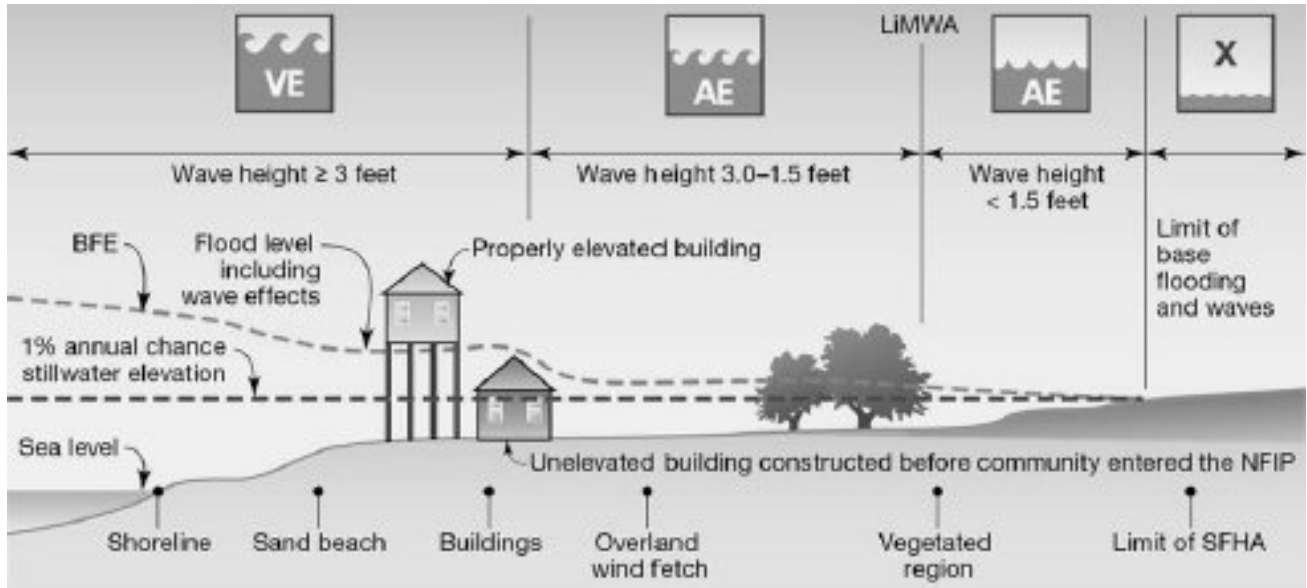 LiMWA
VE
AE
AE
X
Wave height ≥ 3 feet
Wave height 3.0–1.5 feet
Wave height
< 1.5 feet
BFE
Flood level
including
wave effects
Properly elevated building
Limit of
base
flooding
and waves
1% annual chance
stillwater elevation
Sea level
Unelevated building constructed before community entered the NFIP
Shoreline
Sand beach
Buildings
Overland
wind fetch
Vegetated
region
Limit of SFHA